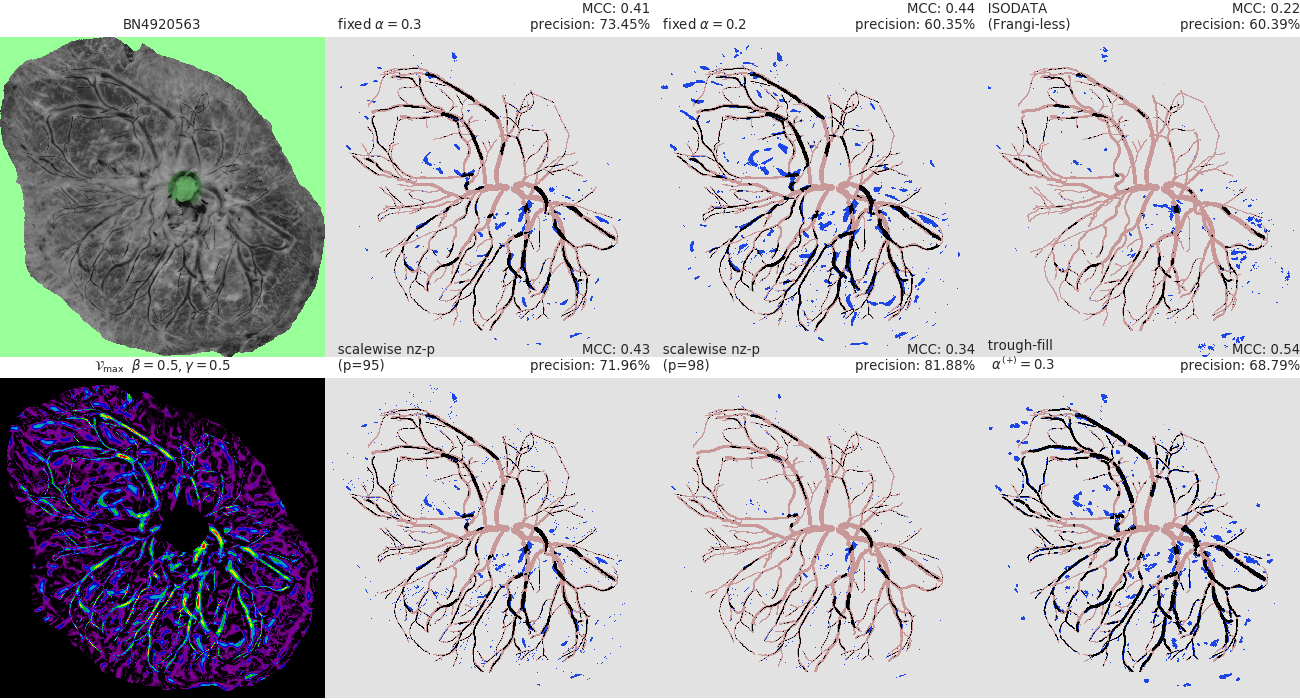 BN4920563
fixed α = 0.3
MCC: 0.41
precision: 73.45%
fixed α = 0.2
MCC: 0.44
precision: 60.35%
ISODATA
(Frangi-less)
MCC: 0.22
precision: 60.39%
𝒱max β = 0.5, γ = 0.5
scalewise nz-p
(p=95)
MCC: 0.43
precision: 71.96%
scalewise nz-p
(p=98)
MCC: 0.34
precision: 81.88%
trough-fill
α(+) = 0.3
MCC: 0.54
precision: 68.79%